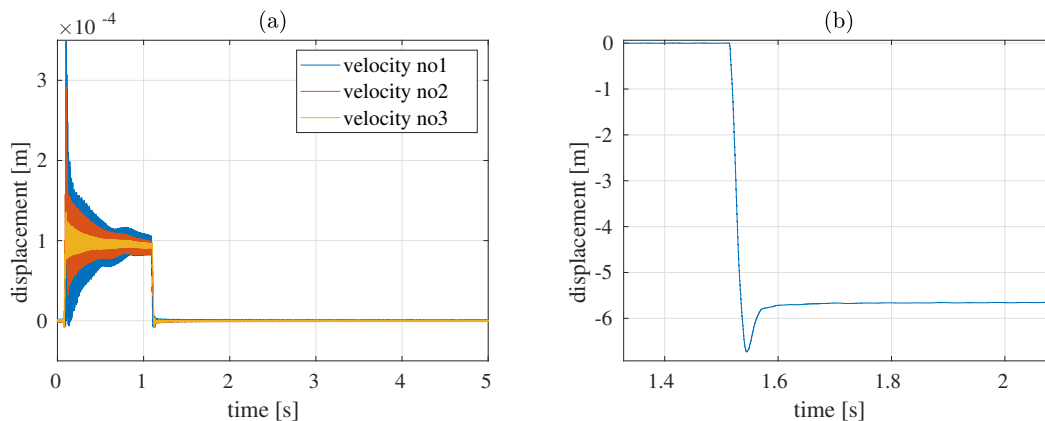 (a)
×10⁻⁴
velocity no1
velocity no2
velocity no3
3
2
1
0
displacement [m]
0 1 2 3 4 5
time [s]
(b)
0
-1
-2
-3
-4
-5
-6
displacement [m]
1.4 1.6 1.8 2
time [s]